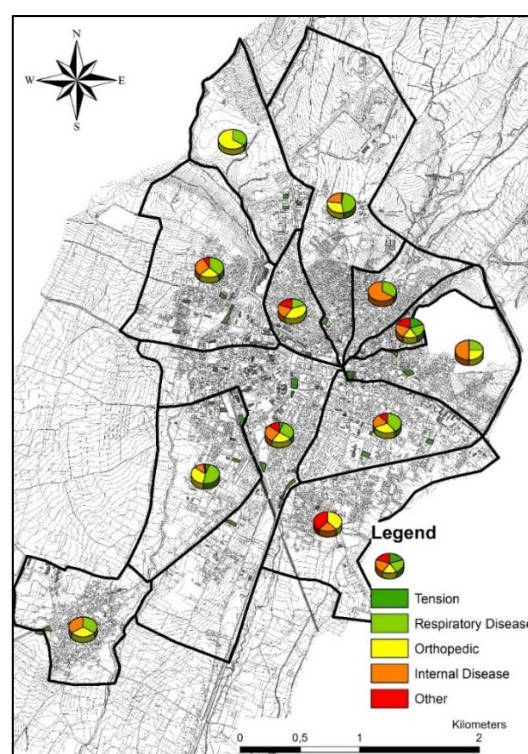 N
W E
S
Legend
Tension
Respiratory Disease
Orthopedic
Internal Disease
Other
Kilometers
0 0,5 1 2